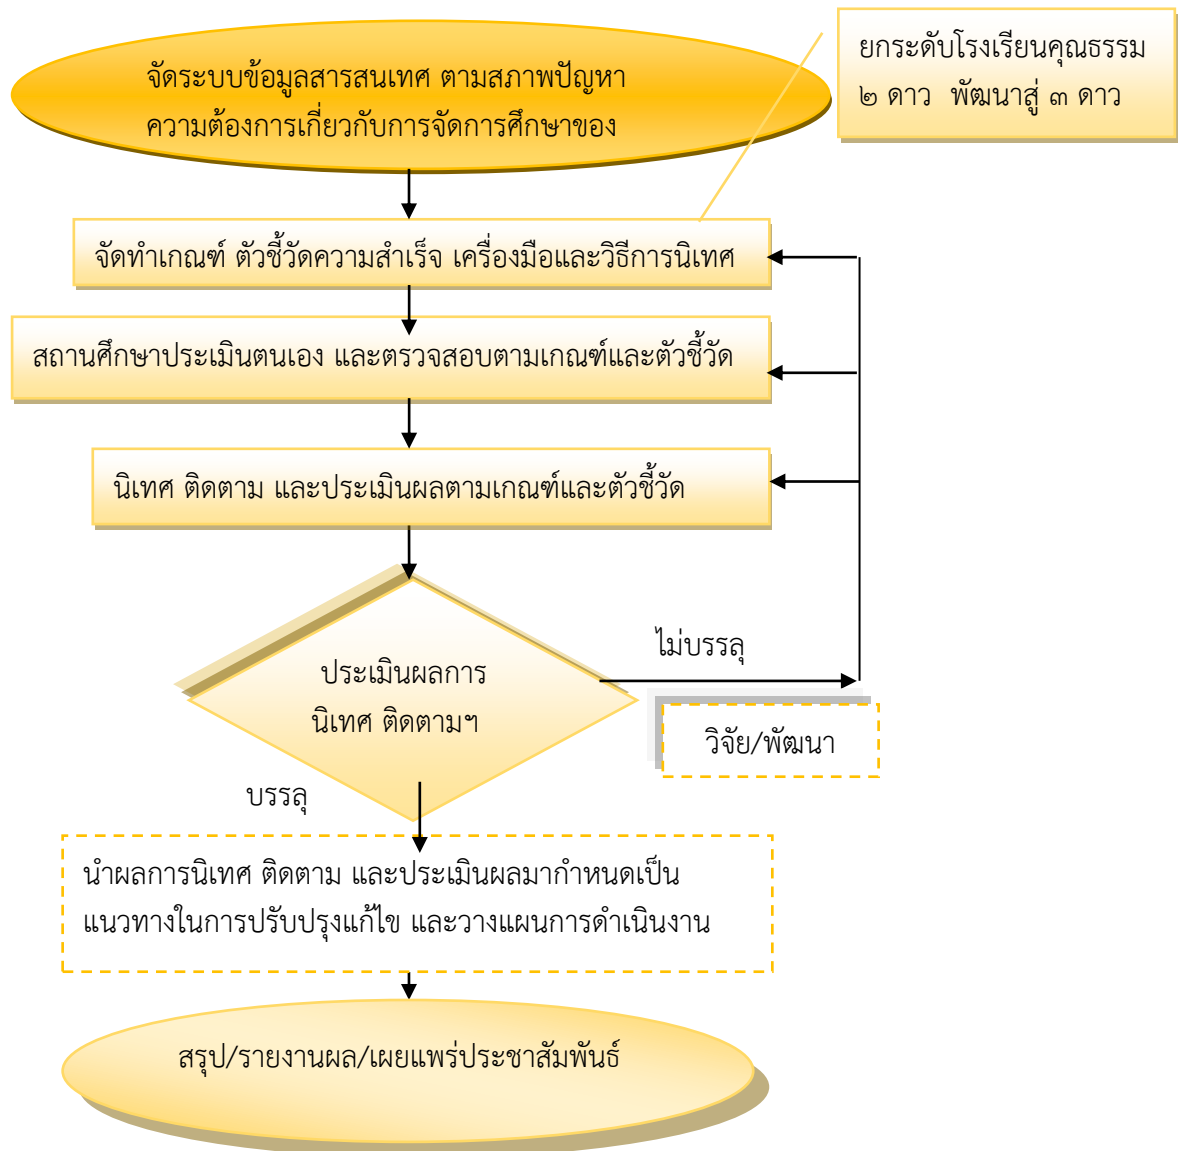 ยกระดับโรงเรียนคุณธรรม
๒ ดาว พัฒนาสู่ ๓ ดาว
จัดระบบข้อมูลสารสนเทศ ตามสภาพปัญหา
ความต้องการเกี่ยวกับการจัดการศึกษาของ
จัดทำเกณฑ์ ตัวชี้วัดความสำเร็จ เครื่องมือและวิธีการนิเทศ
สถานศึกษาประเมินตนเอง และตรวจสอบตามเกณฑ์และตัวชี้วัด
นิเทศ ติดตาม และประเมินผลตามเกณฑ์และตัวชี้วัด
ไม่บรรลุ
ประเมินผลการ
นิเทศ ติดตามฯ
วิจัย/พัฒนา
บรรลุ
นำผลการนิเทศ ติดตาม และประเมินผลมากำหนดเป็น
แนวทางในการปรับปรุงแก้ไข และวางแผนการดำเนินงาน
สรุป/รายงานผล/เผยแพร่ประชาสัมพันธ์